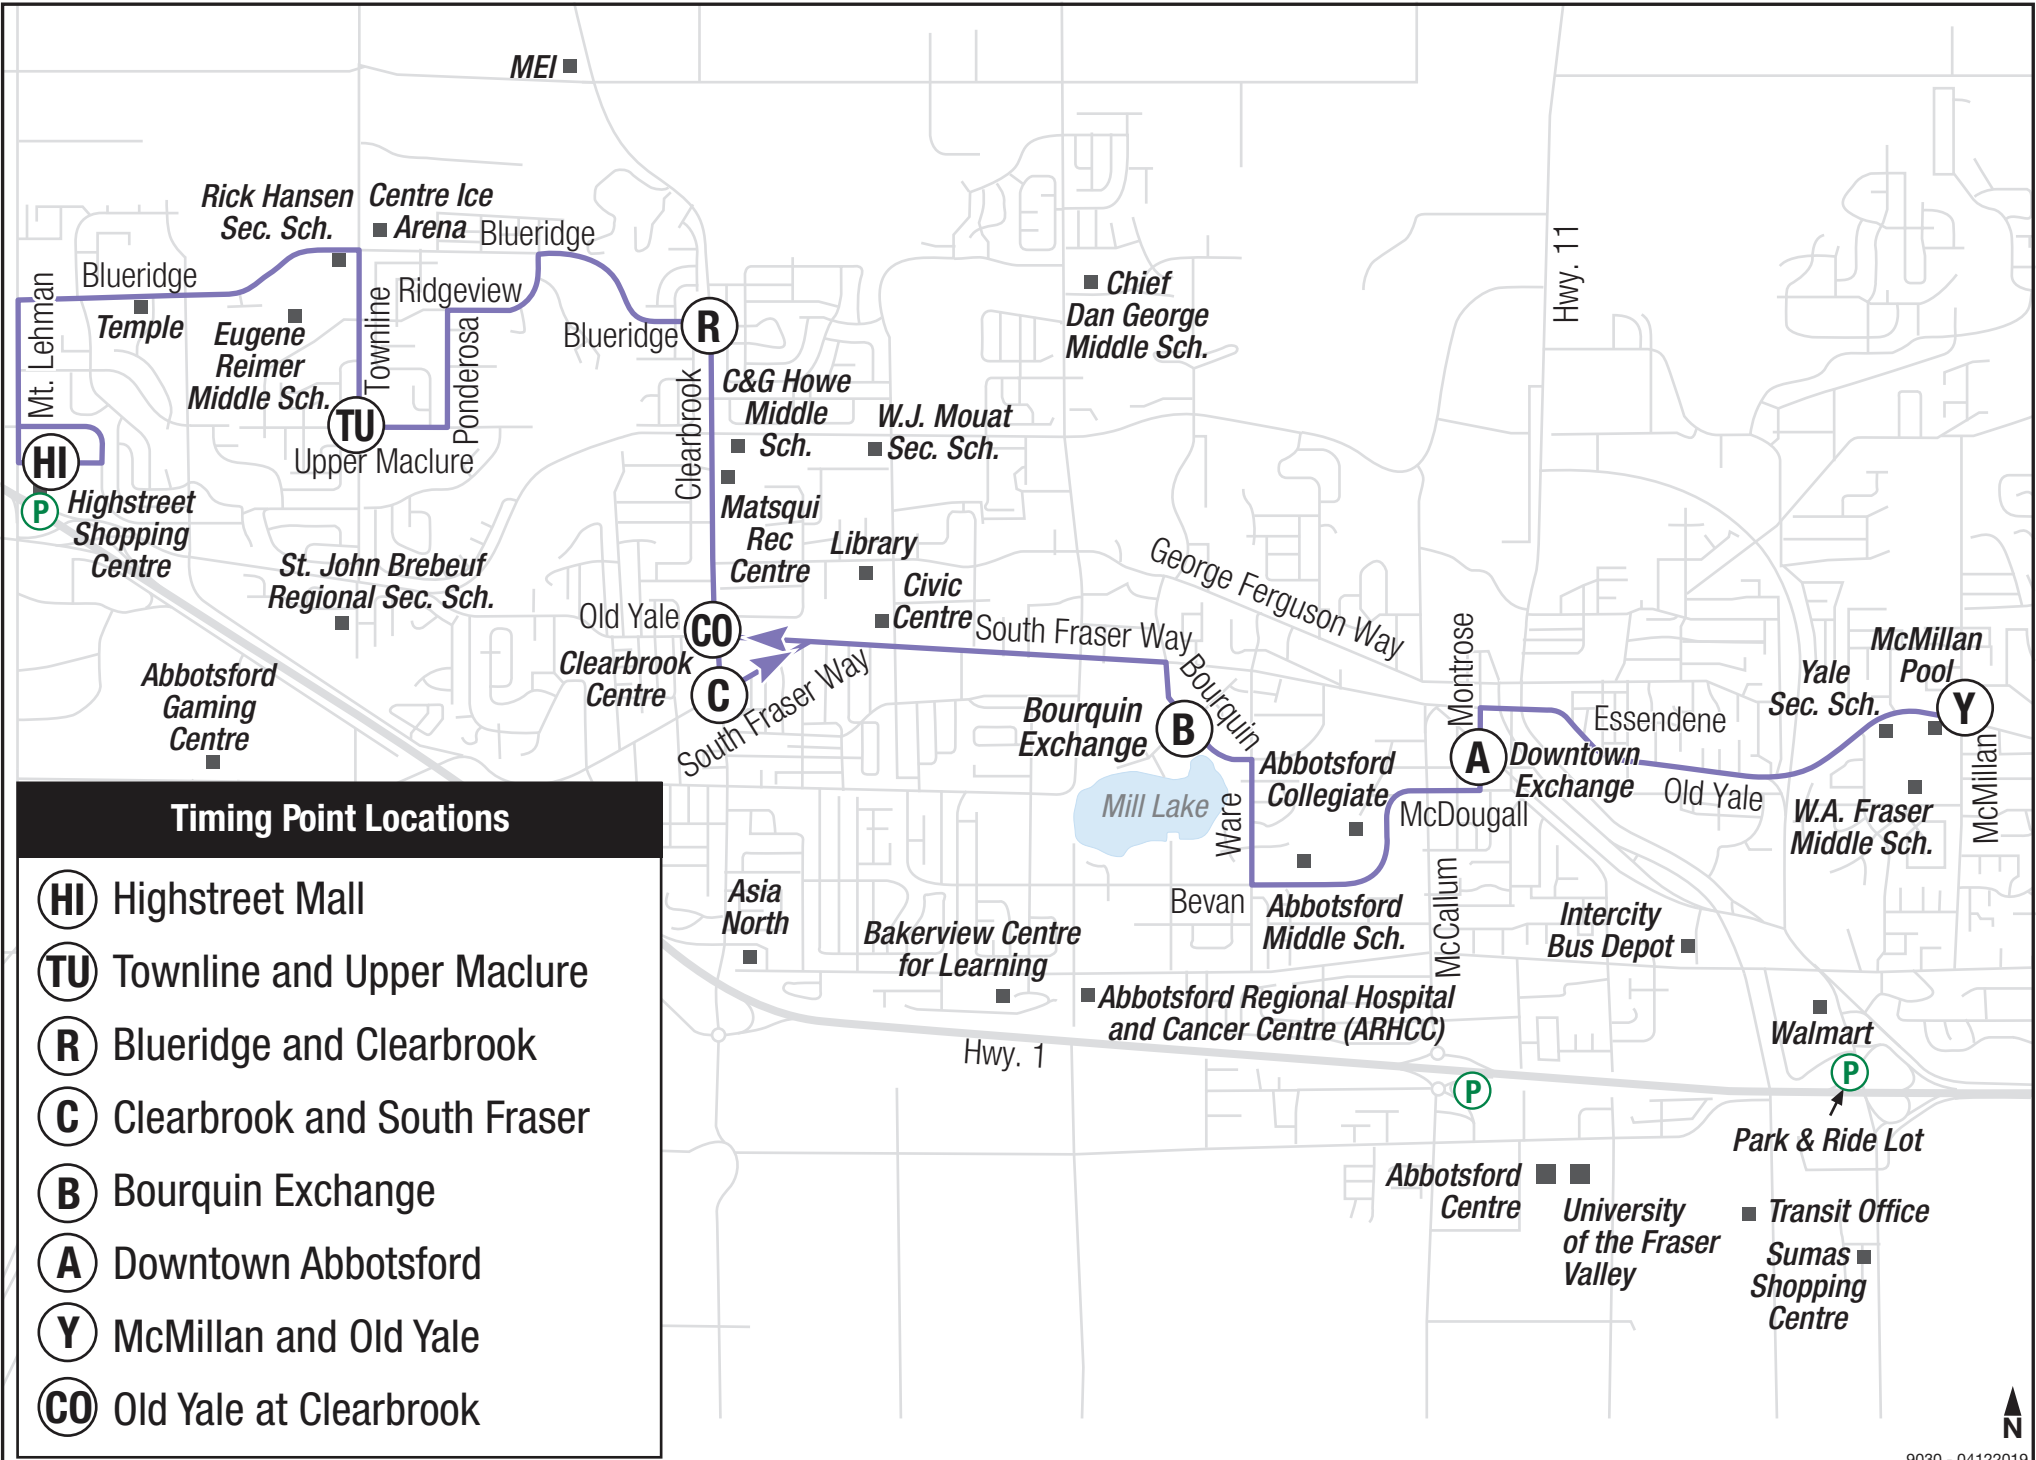 MEI
Rick Hansen
Sec. Sch.
Centre Ice
Arena
Blueridge
Blueridge
Temple
Mt. Lehman
Eugene
Reimer
Middle Sch.
Townline
Ridgeview
Ponderosa
Blueridge
R
TU
Upper Maclure
HI
P
Highstreet
Shopping
Centre
Clearbrook
C&G Howe
Middle
Sch.
W.J. Mouat
Sec. Sch.
Matsqui
Rec
Centre
Library
Civic
Centre
Chief
Dan George
Middle Sch.
Hwy. 11
St. John Brebeuf
Regional Sec. Sch.
Old Yale
CO
Clearbrook
Centre
C
South Fraser Way
South Fraser Way
George Ferguson Way
Abbotsford
Gaming
Centre
Bourquin
Bourquin
Exchange
B
Mill Lake
Ware
Abbotsford
Collegiate
Montrose
A
Downtown
Exchange
Essendene
Old Yale
McDougall
Yale
Sec. Sch.
McMillan
Pool
Y
McMillan
W.A. Fraser
Middle Sch.
Bevan
Abbotsford
Middle Sch.
McCallum
Intercity
Bus Depot
Asia
North
Bakerview Centre
for Learning
Abbotsford Regional Hospital
and Cancer Centre (ARHCC)
Hwy. 1
Walmart
P
P
Park & Ride Lot
Abbotsford
Centre
University
of the Fraser
Valley
Transit Office
Sumas
Shopping
Centre
Timing Point Locations
HI Highstreet Mall
TU Townline and Upper Maclure
R Blueridge and Clearbrook
C Clearbrook and South Fraser
B Bourquin Exchange
A Downtown Abbotsford
Y McMillan and Old Yale
CO Old Yale at Clearbrook
N
9030 - 04122019